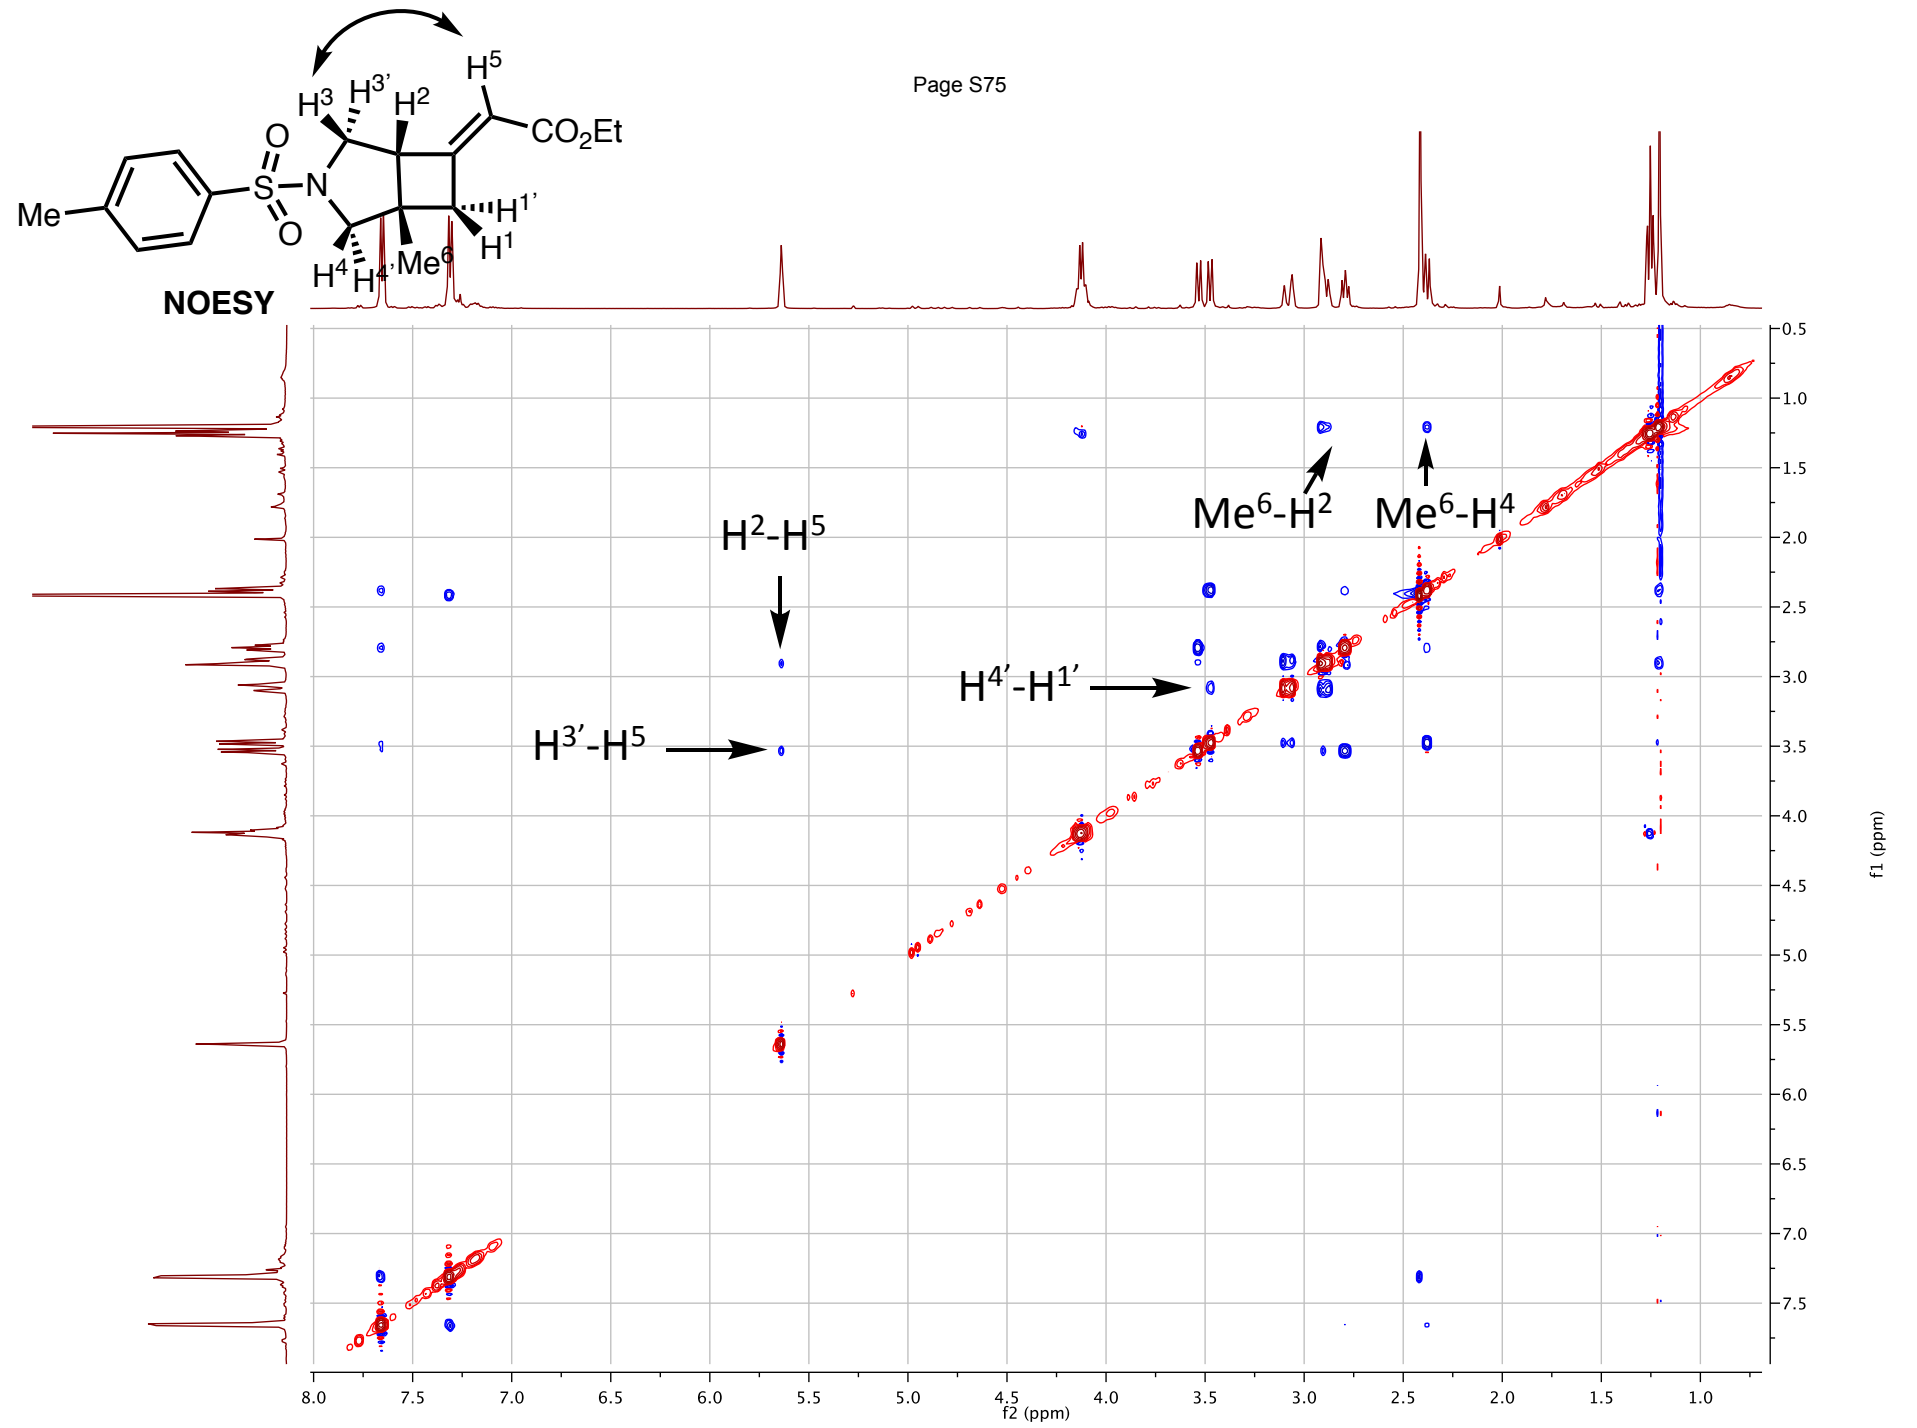 Page S75
H⁵
H³'
H³
H²
O
CO₂Et
N
S
Me
O
H¹'
H¹
Me⁶
H⁴
H⁴'
NOESY
0.5
1.0
Me⁶-H²
Me⁶-H⁴
1.5
H²-H⁵
2.0
2.5
H⁴'-H¹'
3.0
H³'-H⁵
3.5
4.0
f1 (ppm)
4.5
5.0
5.5
6.0
6.5
7.0
7.5
8.0 7.5 7.0 6.5 6.0 5.5 5.0 4.5 4.0 3.5 3.0 2.5 2.0 1.5 1.0
f2 (ppm)